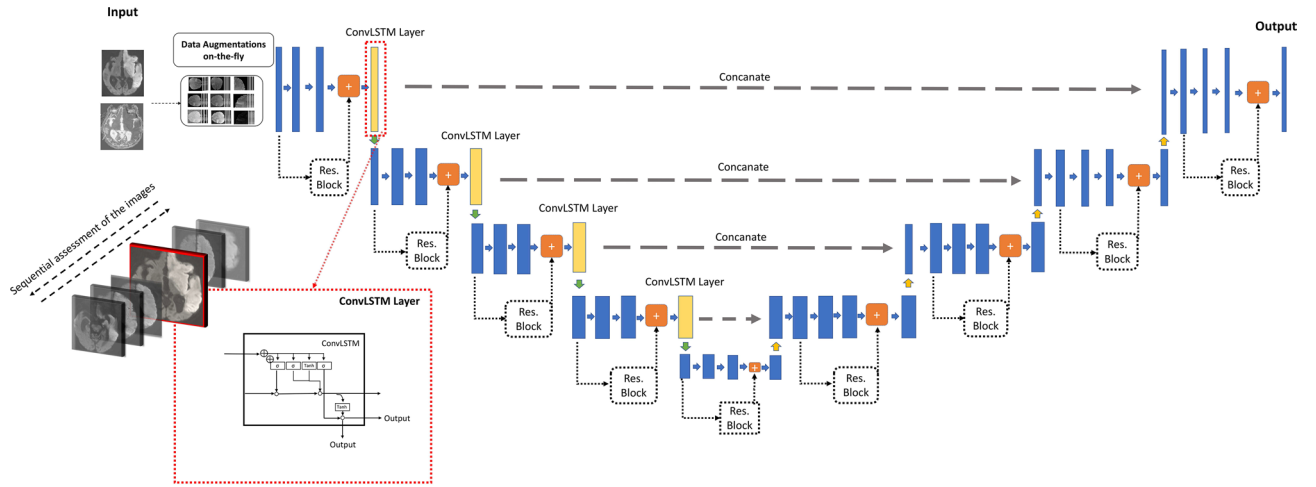 Input
Output
Data Augmentations
on-the-fly
ConvLSTM Layer
Concanate
Res.
Block
Res.
Block
ConvLSTM Layer
Concanate
Res.
Block
Res.
Block
ConvLSTM Layer
Concanate
Res.
Block
Res.
Block
ConvLSTM Layer
Res.
Block
Res.
Block
Res.
Block
Sequential assessment of the images
ConvLSTM Layer
ConvLSTM
σ
σ
Tanh
σ
Tanh
Output
Output